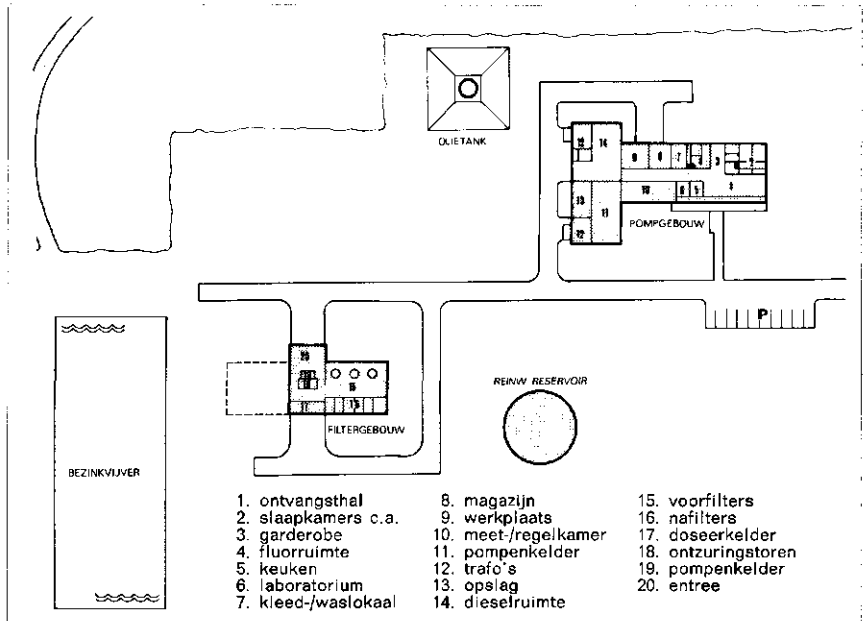 OLIETANK
POMPGEBOUW
P
FILTERGEBOUW
REINW RESERVOIR
BEZINKVIJVER
1. ontvangsthal
2. slaapkamers c.a.
3. garderobe
4. fluorruimte
5. keuken
6. laboratorium
7. kleed-/waslokaal
8. magazijn
9. werkplaats
10. meet-/regelkamer
11. pompenkelder
12. trafo's
13. opslag
14. dieselruimte
15. voorfilters
16. nafilters
17. doseerkelder
18. ontzuringstoren
19. pompenkelder
20. entree